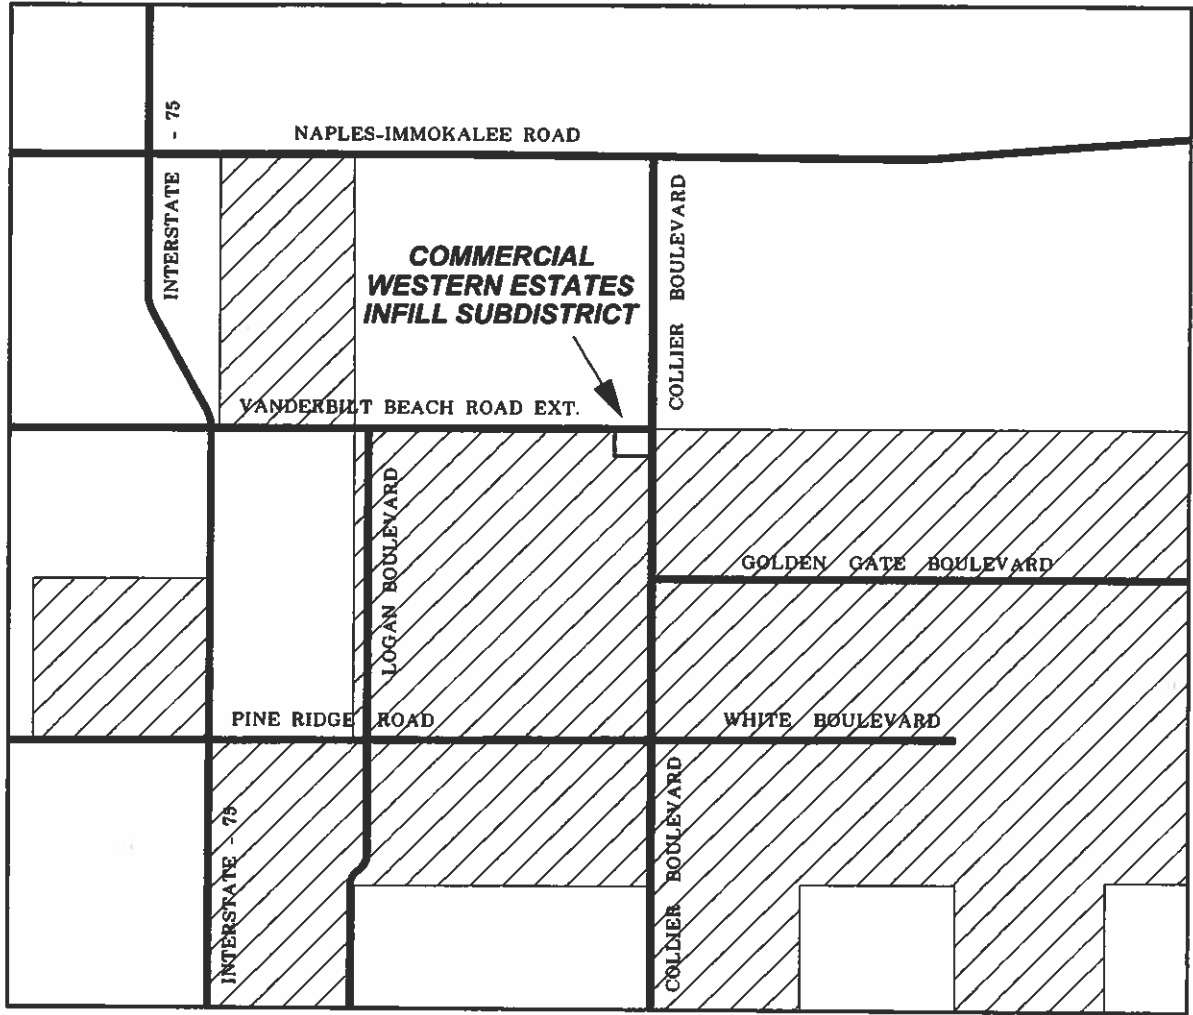 INTERSTATE - 75
NAPLES-IMMOKALEE ROAD
COLLIER BOULEVARD
COMMERCIAL
WESTERN ESTATES
INFILL SUBDISTRICT
VANDERBILT BEACH ROAD EXT.
LOGAN BOULEVARD
GOLDEN GATE BOULEVARD
PINE RIDGE ROAD
WHITE BOULEVARD
INTERSTATE - 75
COLLIER BOULEVARD